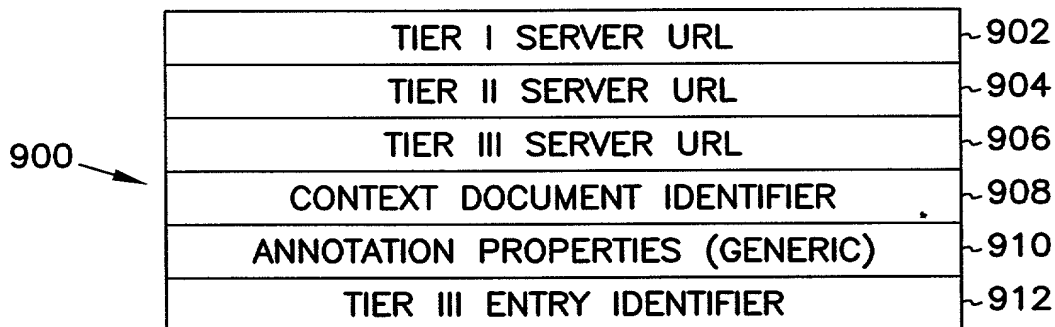 TIER I SERVER URL 902
TIER II SERVER URL 904
TIER III SERVER URL 906
900
CONTEXT DOCUMENT IDENTIFIER 908
ANNOTATION PROPERTIES (GENERIC) 910
TIER III ENTRY IDENTIFIER 912